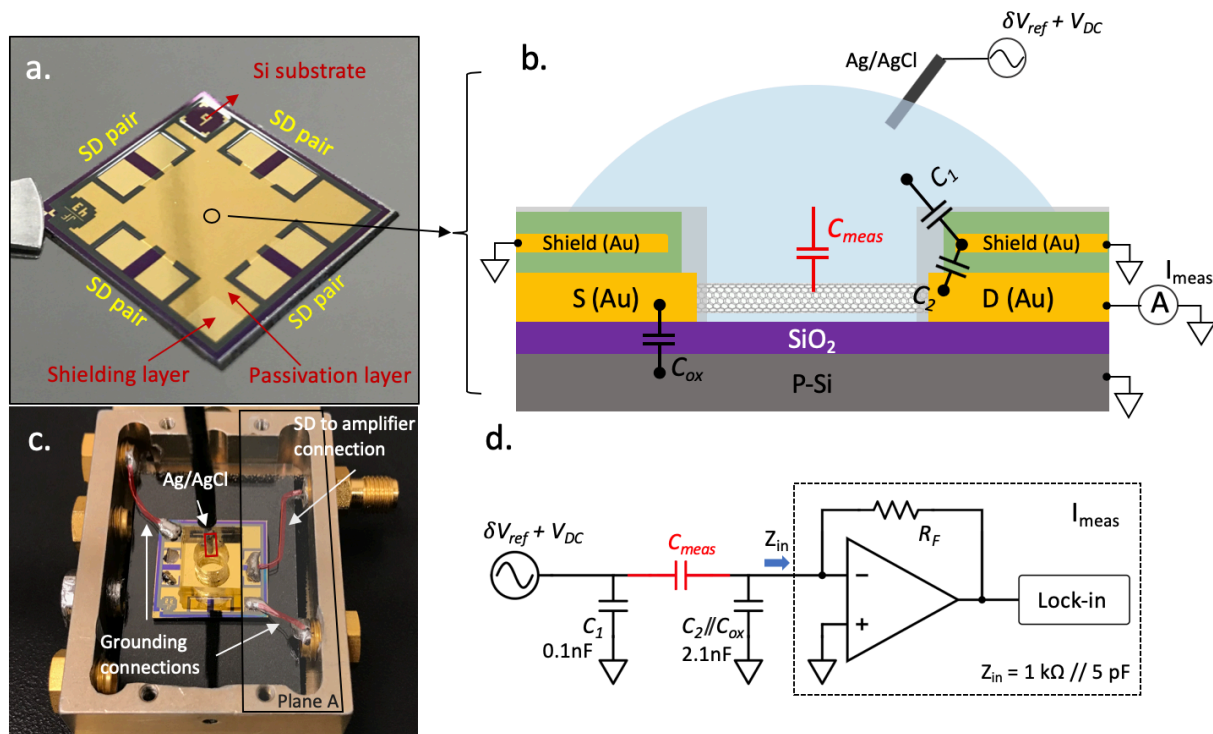 a.
Si substrate
SD pair
SD pair
SD pair
SD pair
Shielding layer
Passivation layer
b.
δV_ref + V_DC
Ag/AgCl
C_1
C_meas
Shield (Au)
Shield (Au)
C_2
I_meas
S (Au)
D (Au)
A
SiO₂
C_ox
P-Si
c.
SD to amplifier
connection
Ag/AgCl
Grounding
connections
Plane A
d.
δV_ref + V_DC
C_meas
Z_in
R_F
I_meas
−
+
Lock-in
C_1
0.1nF
C_2//C_ox
2.1nF
Z_in = 1 kΩ // 5 pF